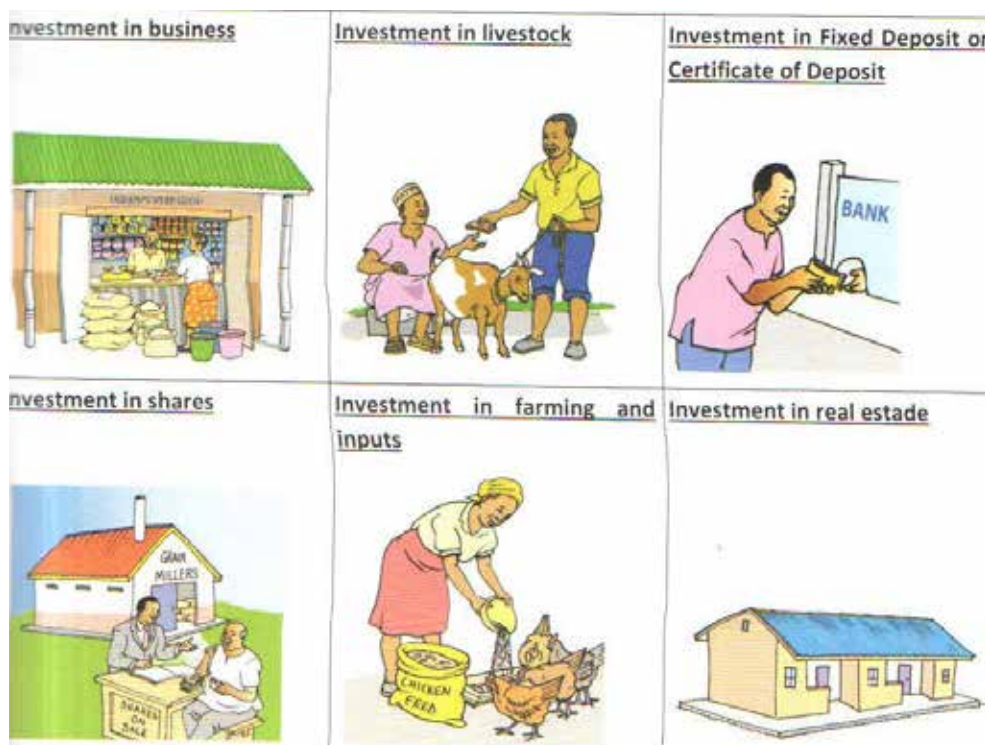 nvestment in business
Investment in livestock
Investment in Fixed Deposit or
Certificate of Deposit
BANK
nvestment in shares
Investment in farming and
inputs
Investment in real estade
GRAIN
MILLERS
SHARES
ON
SALE
CHICKEN
FEED